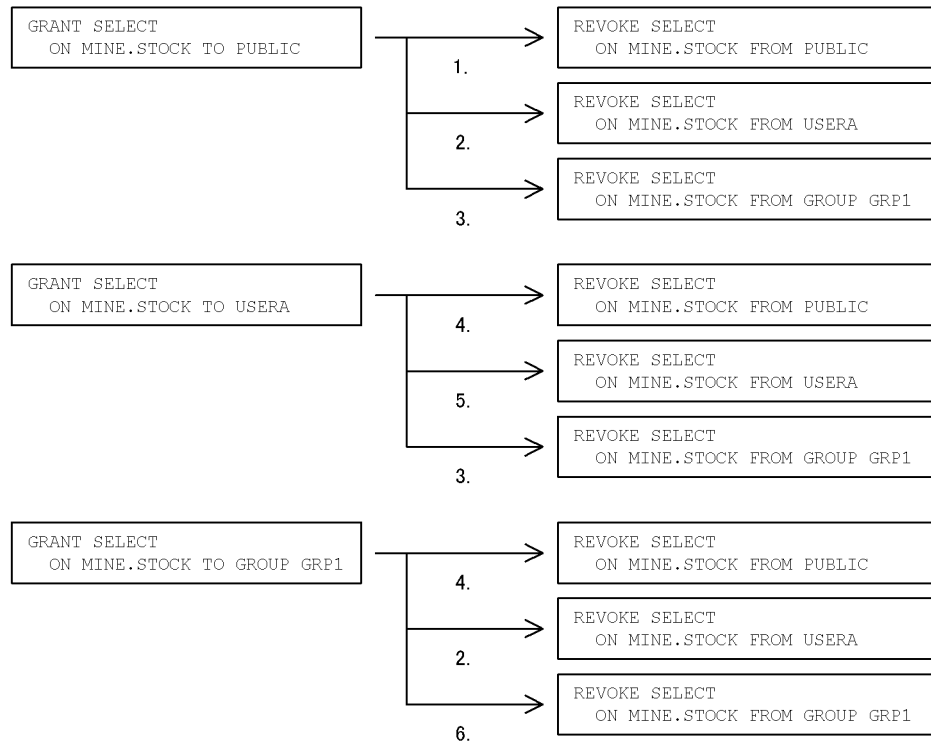 GRANT SELECT
ON MINE.STOCK TO PUBLIC
1.
REVOKE SELECT
ON MINE.STOCK FROM PUBLIC
2.
REVOKE SELECT
ON MINE.STOCK FROM USERA
3.
REVOKE SELECT
ON MINE.STOCK FROM GROUP GRP1
GRANT SELECT
ON MINE.STOCK TO USERA
4.
REVOKE SELECT
ON MINE.STOCK FROM PUBLIC
5.
REVOKE SELECT
ON MINE.STOCK FROM USERA
3.
REVOKE SELECT
ON MINE.STOCK FROM GROUP GRP1
GRANT SELECT
ON MINE.STOCK TO GROUP GRP1
4.
REVOKE SELECT
ON MINE.STOCK FROM PUBLIC
2.
REVOKE SELECT
ON MINE.STOCK FROM USERA
6.
REVOKE SELECT
ON MINE.STOCK FROM GROUP GRP1